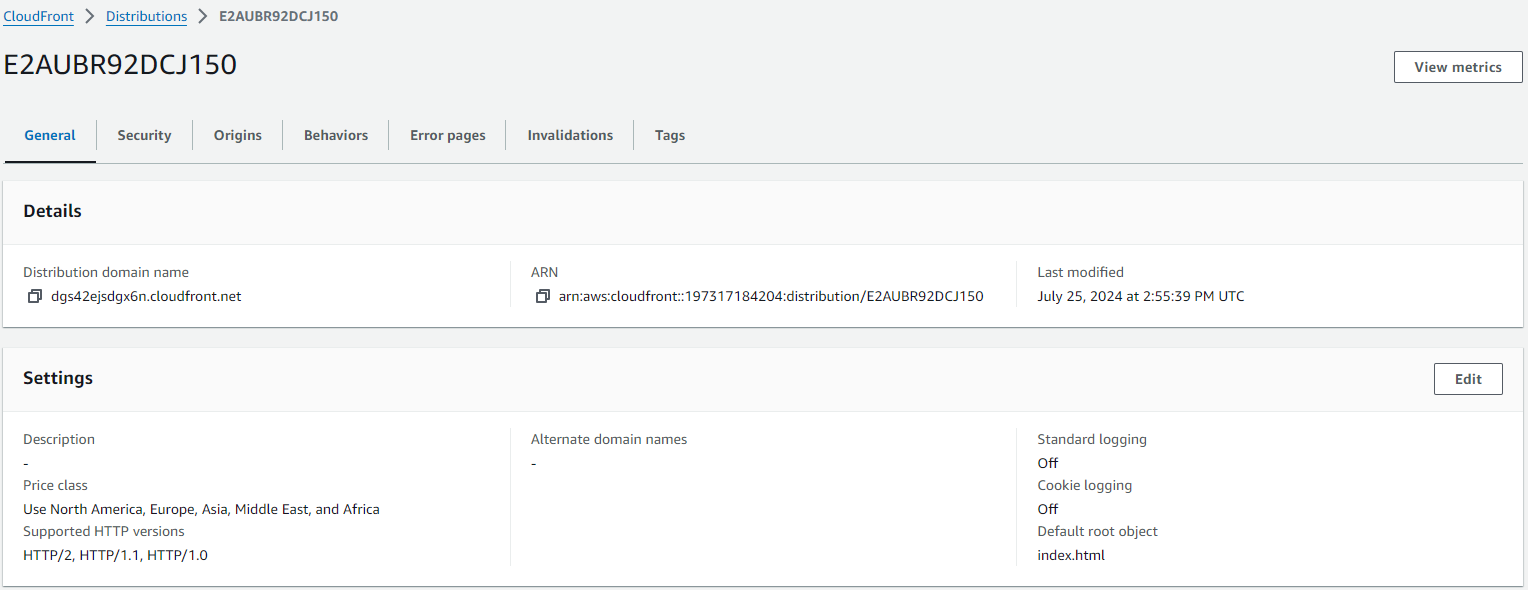 CloudFront > Distributions > E2AUBR92DCJ150
E2AUBR92DCJ150
View metrics
General
Security
Origins
Behaviors
Error pages
Invalidations
Tags
Details
Distribution domain name
dgs42ejsdgx6n.cloudfront.net
ARN
arn:aws:cloudfront::197317184204:distribution/E2AUBR92DCJ150
Last modified
July 25, 2024 at 2:55:39 PM UTC
Settings
Edit
Description
-
Price class
Use North America, Europe, Asia, Middle East, and Africa
Supported HTTP versions
HTTP/2, HTTP/1.1, HTTP/1.0
Alternate domain names
-
Standard logging
Off
Cookie logging
Off
Default root object
index.html